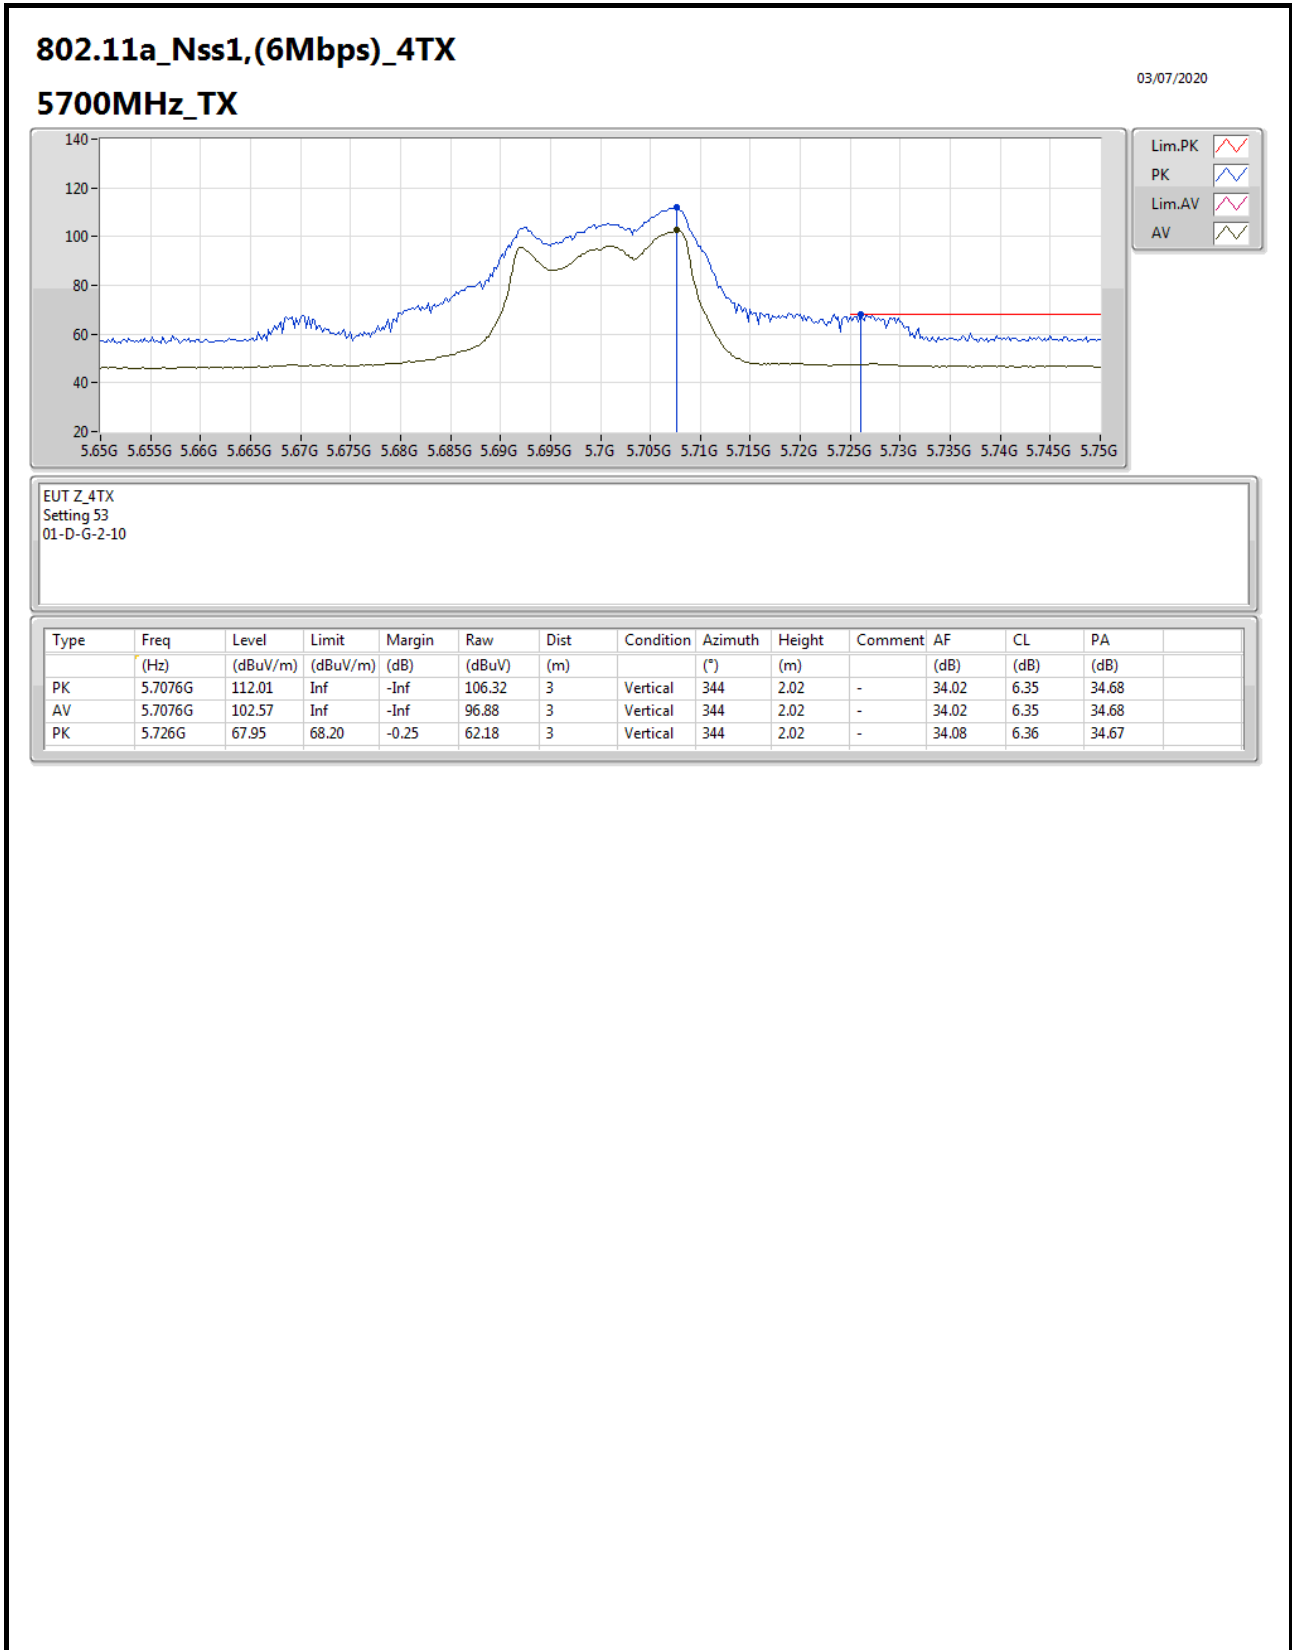 802.11a_Nss1,(6Mbps)_4TX
03/07/2020
5700MHz_TX
140
120
100
80
60
40
20
5.65G 5.655G 5.66G 5.665G 5.67G 5.675G 5.68G 5.685G 5.69G 5.695G 5.7G 5.705G 5.71G 5.715G 5.72G 5.725G 5.73G 5.735G 5.74G 5.745G 5.75G
Lim.PK
PK
Lim.AV
AV
EUT Z_4TX
Setting 53
01-D-G-2-10
Type Freq Level Limit Margin Raw Dist Condition Azimuth Height Comment AF CL PA
(Hz) (dBuV/m) (dBuV/m) (dB) (dBuV) (m) (°) (m) (dB) (dB) (dB)
PK 5.7076G 112.01 Inf -Inf 106.32 3 Vertical 344 2.02 - 34.02 6.35 34.68
AV 5.7076G 102.57 Inf -Inf 96.88 3 Vertical 344 2.02 - 34.02 6.35 34.68
PK 5.726G 67.95 68.20 -0.25 62.18 3 Vertical 344 2.02 - 34.08 6.36 34.67